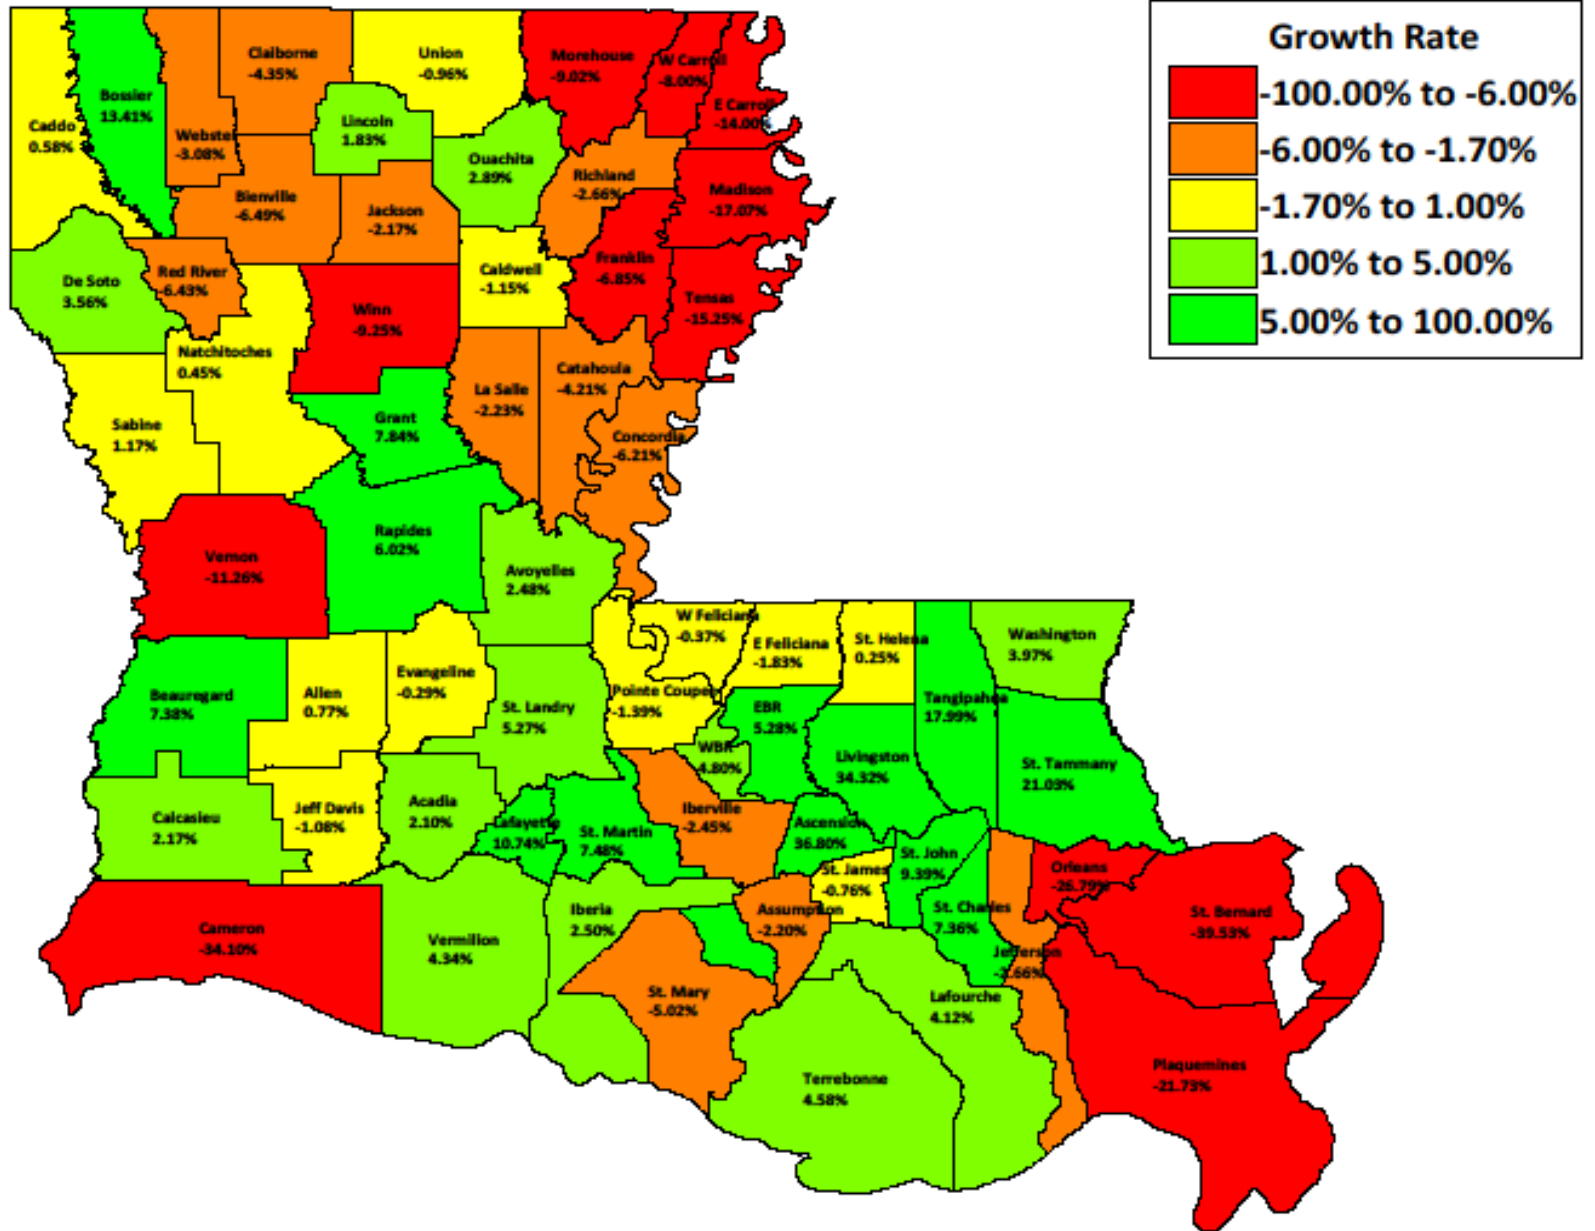 Growth Rate
-100.00% to -6.00%
-6.00% to -1.70%
-1.70% to 1.00%
1.00% to 5.00%
5.00% to 100.00%
Caddo
0.58%
Bossier
13.41%
Webster
-3.08%
Claiborne
-4.35%
Union
-0.96%
Lincoln
1.83%
Morehouse
-9.02%
W Carroll
-8.00%
E Carroll
-14.00%
Ouachita
2.89%
Richland
-2.66%
Madison
-17.07%
Bienville
-6.49%
Jackson
-2.17%
De Soto
3.56%
Red River
-6.43%
Caldwell
-1.15%
Franklin
-6.85%
Tensas
-15.25%
Winn
-9.25%
Natchitoches
0.45%
Sabine
1.17%
Grant
7.84%
La Salle
-2.23%
Catahoula
-4.21%
Concordia
-6.21%
Vernon
-11.26%
Rapides
6.02%
Avoyelles
2.48%
W Feliciana
-0.37%
E Feliciana
-1.83%
St. Helena
0.25%
Washington
3.97%
Beauregard
7.38%
Allen
0.77%
Evangeline
-0.29%
St. Landry
5.27%
Pointe Coupee
-1.39%
EBR
5.28%
Tangipahoa
17.99%
WBR
4.80%
Livingston
34.32%
St. Tammany
21.03%
Calcasieu
2.17%
Jeff Davis
-1.08%
Acadia
2.10%
Lafayette
10.74%
St. Martin
7.48%
Iberville
-2.45%
Ascension
36.80%
St. James
-0.76%
St. John
9.39%
Orleans
-26.79%
St. Bernard
-39.53%
Cameron
-34.10%
Vermilion
4.34%
Iberia
2.50%
Assumption
-2.20%
St. Charles
7.36%
Jefferson
St. Mary
-5.02%
Lafourche
4.12%
Terrebonne
4.58%
Plaquemines
-21.73%